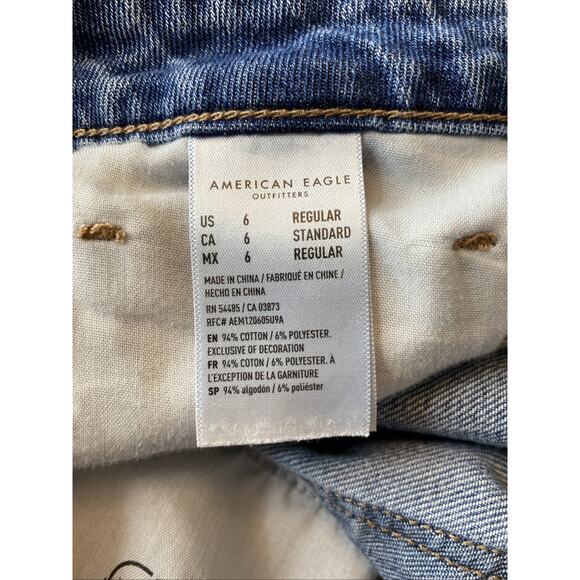 AMERICAN EAGLE
OUTFITTERS
US 6 REGULAR
CA 6 STANDARD
MX 6 REGULAR
MADE IN CHINA / FABRIQUÉ EN CHINE /
HECHO EN CHINA
RN 54485 / CA 03873
RFC# AEM120605U9A
EN 94% COTTON / 6% POLYESTER.
EXCLUSIVE OF DECORATION
FR 94% COTON / 6% POLYESTER. À
L'EXCEPTION DE LA GARNITURE
SP 94% algodón / 6% poliéster